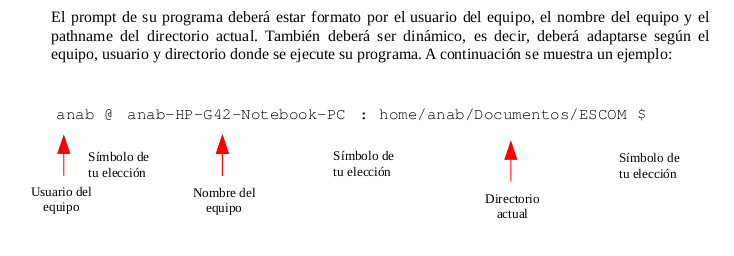 El prompt de su programa deberá estar formato por el usuario del equipo, el nombre del equipo y el
pathname del directorio actual. También deberá ser dinámico, es decir, deberá adaptarse según el
equipo, usuario y directorio donde se ejecute su programa. A continuación se muestra un ejemplo:
anab @ anab-HP-G42-Notebook-PC : home/anab/Documentos/ESCOM $
Símbolo de
tu elección
Símbolo de
tu elección
Símbolo de
tu elección
Usuario del
equipo
Nombre del
equipo
Directorio
actual